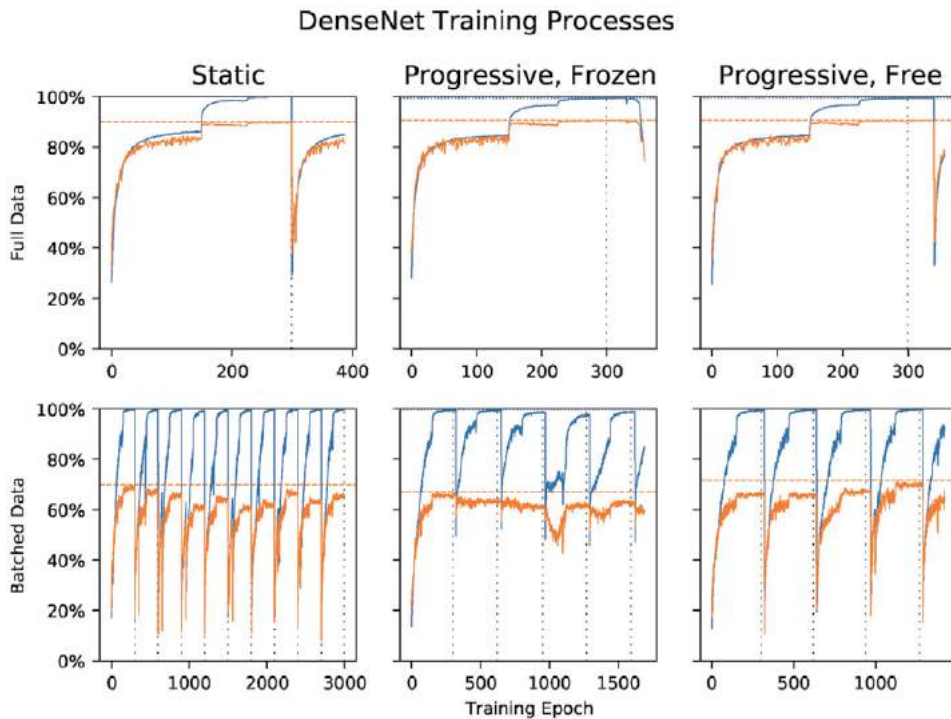 DenseNet Training Processes
Static
Progressive, Frozen
Progressive, Free
Full Data
100%
80%
60%
40%
20%
0%
0 200 400
0 100 200 300
0 100 200 300
Batched Data
100%
80%
60%
40%
20%
0%
0 1000 2000 3000
0 500 1000 1500
0 500 1000
Training Epoch